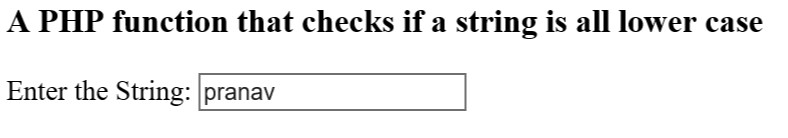 A PHP function that checks if a string is all lower case
Enter the String: pranav